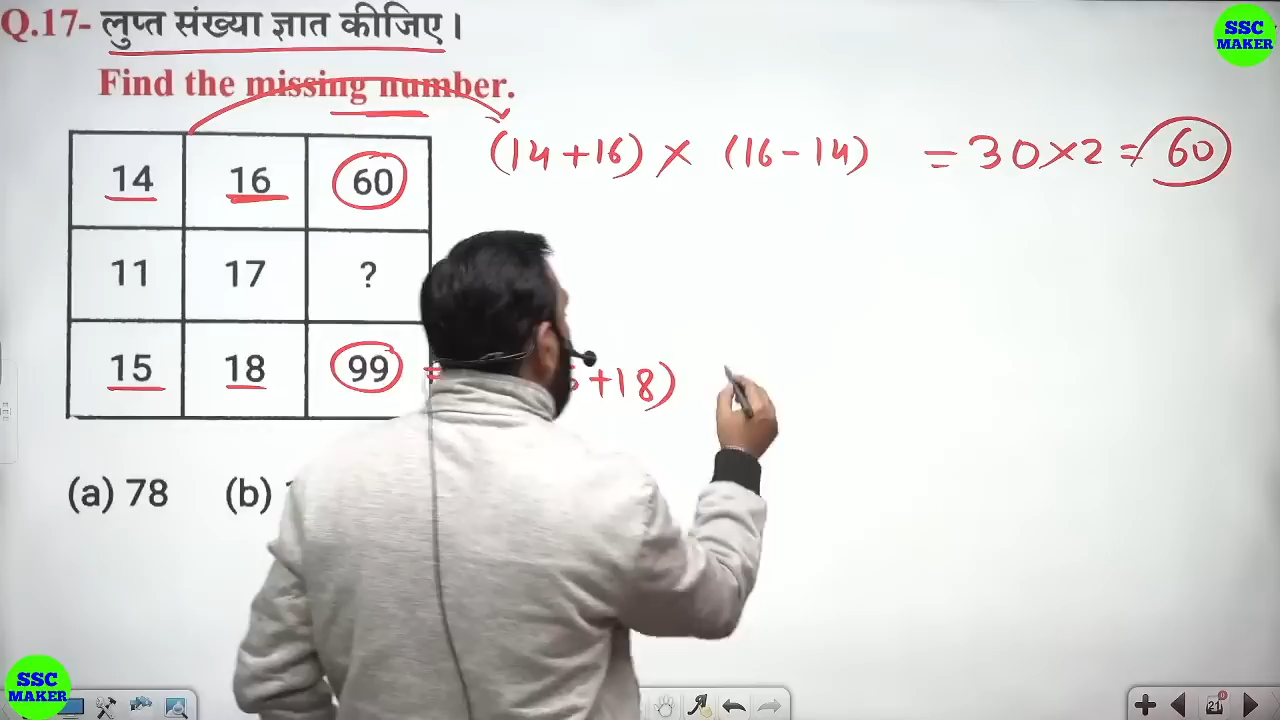 Q.17- लुप्त संख्या ज्ञात कीजिए।
SSC
MAKER
Find the missing number.
14 16 60
(14+16) × (16-14) = 30×2 = 60
11 17 ?
15 18 99 = +18)
(a) 78 (b)
SSC
MAKER
21